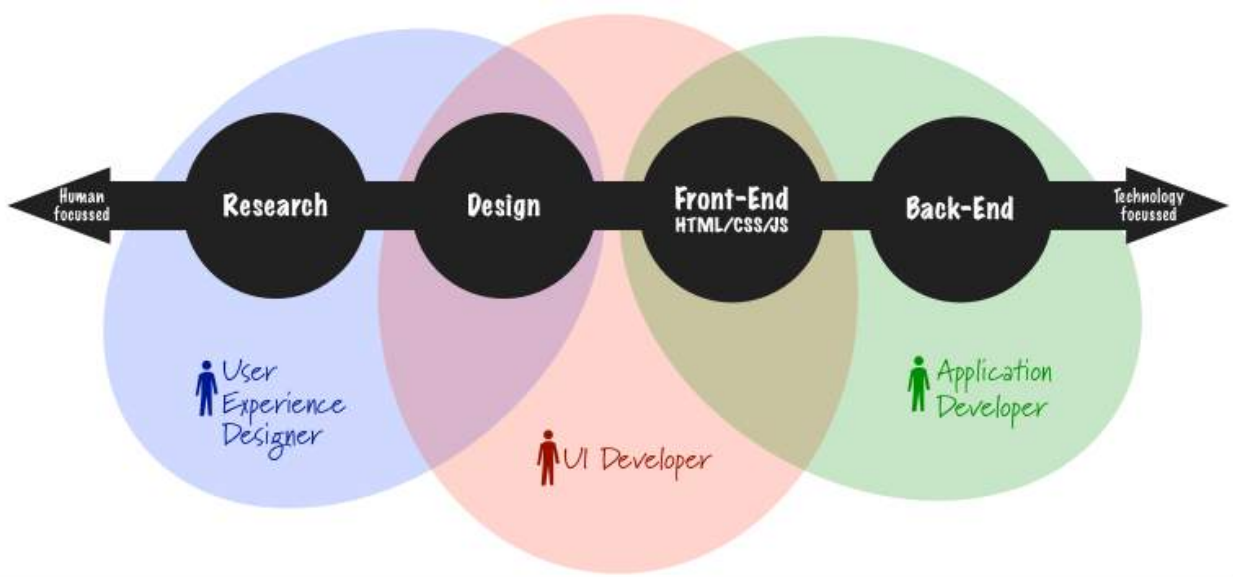 Human
focussed
Research
Design
Front-End
HTML/CSS/JS
Back-End
Technology
focussed
User
Experience
Designer
UI Developer
Application
Developer